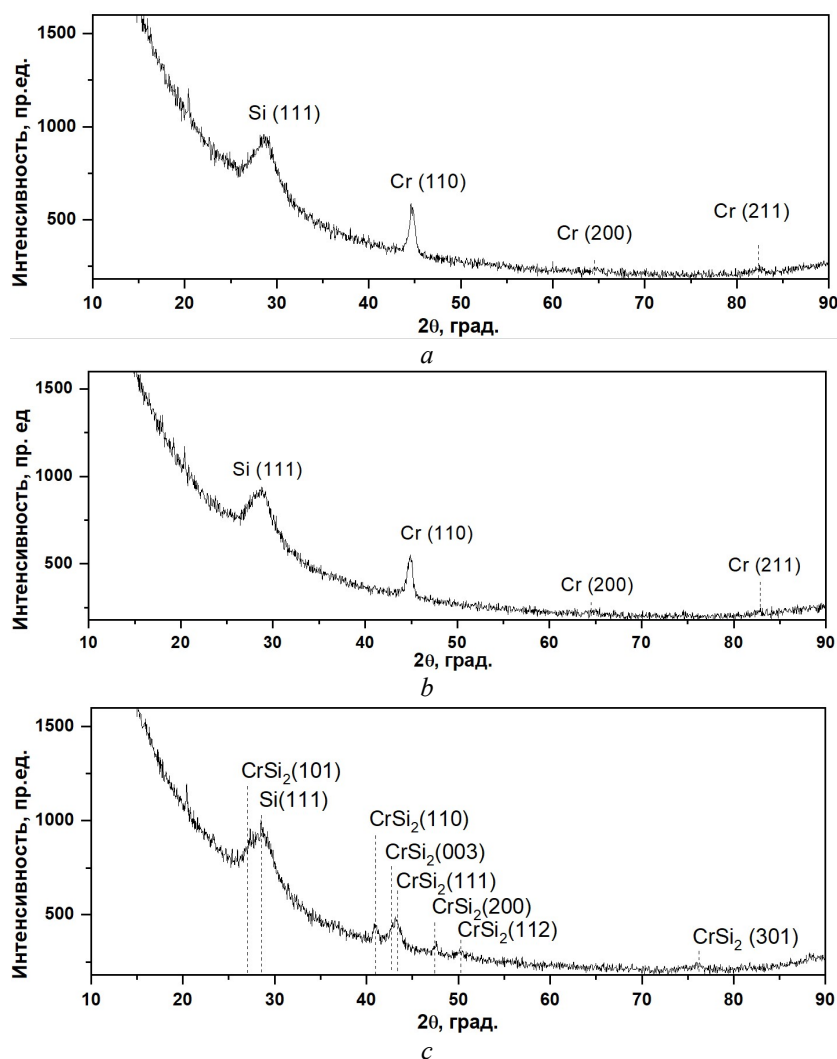 Интенсивность, пр.ед.
1500
1000
500
Si (111)
Cr (110)
Cr (200)
Cr (211)
10 20 30 40 50 60 70 80 90
2θ, град.
a
Интенсивность, пр. ед
1500
1000
500
Si (111)
Cr (110)
Cr (200)
Cr (211)
10 20 30 40 50 60 70 80 90
2θ, град.
b
Интенсивность, пр.ед.
1500
1000
500
CrSi₂(101)
Si(111)
CrSi₂(110)
CrSi₂(003)
CrSi₂(111)
CrSi₂(200)
CrSi₂(112)
CrSi₂ (301)
10 20 30 40 50 60 70 80 90
2θ, град.
c